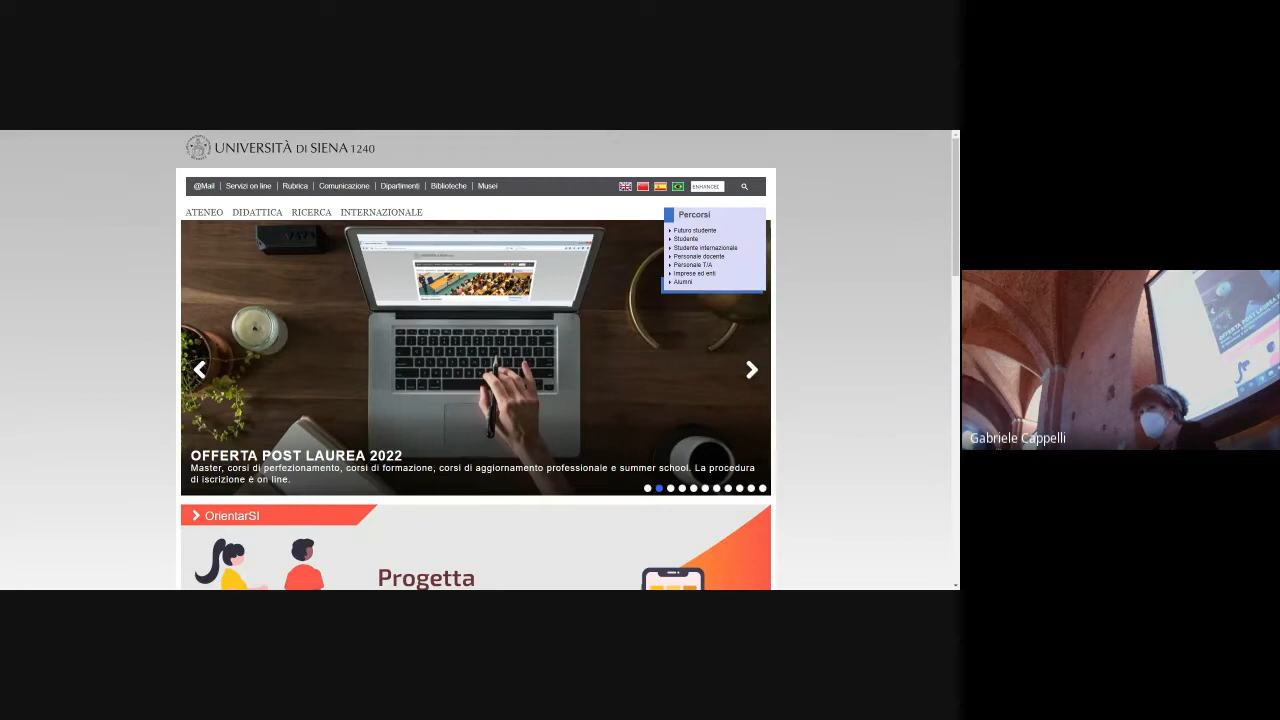 UNIVERSITÀ DI SIENA 1240
@Mail | Servizi on line | Rubrica | Comunicazione | Dipartimenti | Biblioteche | Musei
ENHANCED
ATENEO DIDATTICA RICERCA INTERNAZIONALE
Percorsi
Futuro studente
Studente
Studente internazionale
Personale docente
Personale T/A
Imprese ed enti
Alumni
OFFERTA POST LAUREA 2022
Master, corsi di perfezionamento, corsi di formazione, corsi di aggiornamento professionale e summer school. La procedura
di iscrizione è on line.
OrientarSI
Progetta
OFFERTA POST LAUREA
Gabriele Cappelli